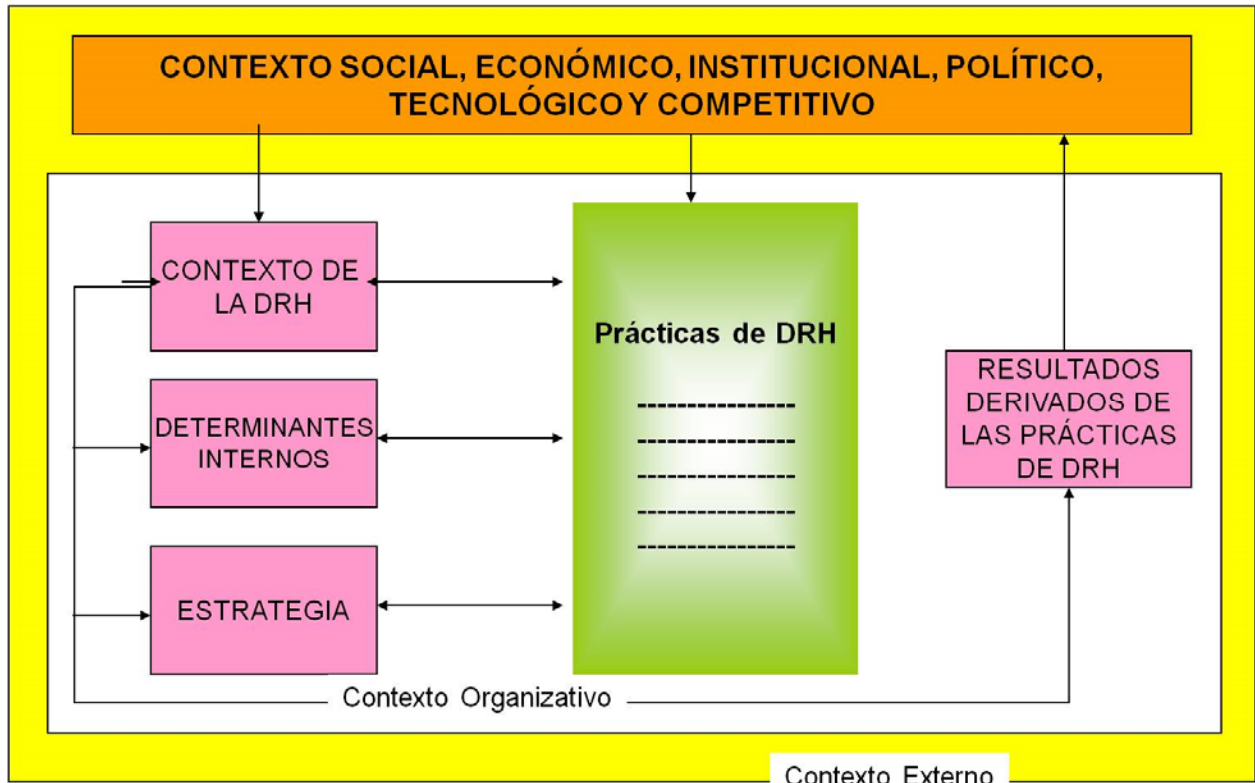 CONTEXTO SOCIAL, ECONÓMICO, INSTITUCIONAL, POLÍTICO,
TECNOLÓGICO Y COMPETITIVO
CONTEXTO DE
LA DRH
DETERMINANTES
INTERNOS
ESTRATEGIA
Prácticas de DRH
----------------
----------------
----------------
----------------
----------------
RESULTADOS
DERIVADOS DE
LAS PRÁCTICAS
DE DRH
Contexto Organizativo
Contexto Externo